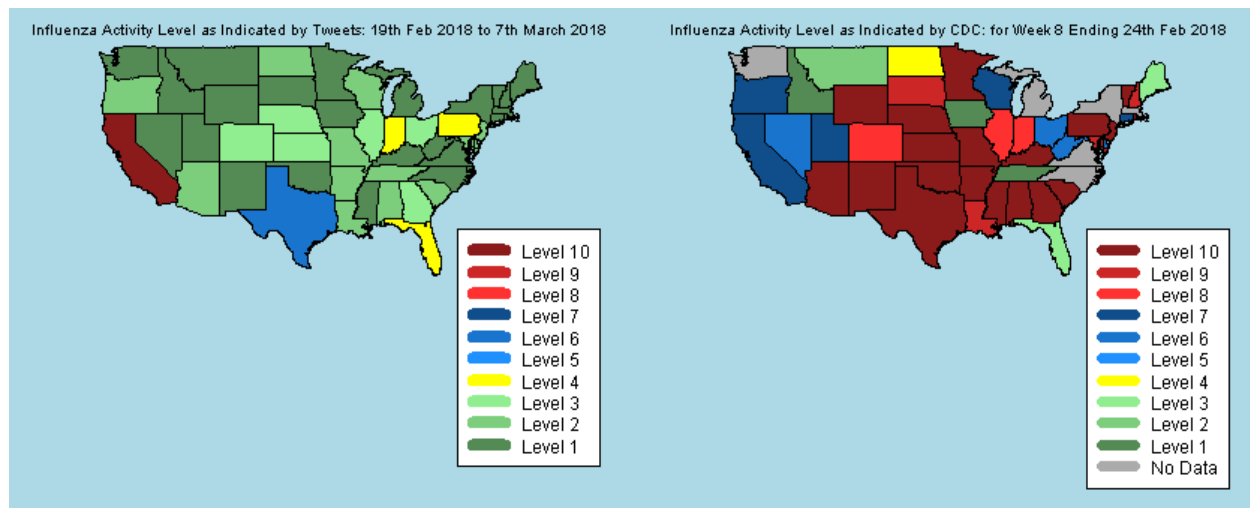 Influenza Activity Level as Indicated by Tweets: 19th Feb 2018 to 7th March 2018
Level 10
Level 9
Level 8
Level 7
Level 6
Level 5
Level 4
Level 3
Level 2
Level 1
Influenza Activity Level as Indicated by CDC: for Week 8 Ending 24th Feb 2018
Level 10
Level 9
Level 8
Level 7
Level 6
Level 5
Level 4
Level 3
Level 2
Level 1
No Data